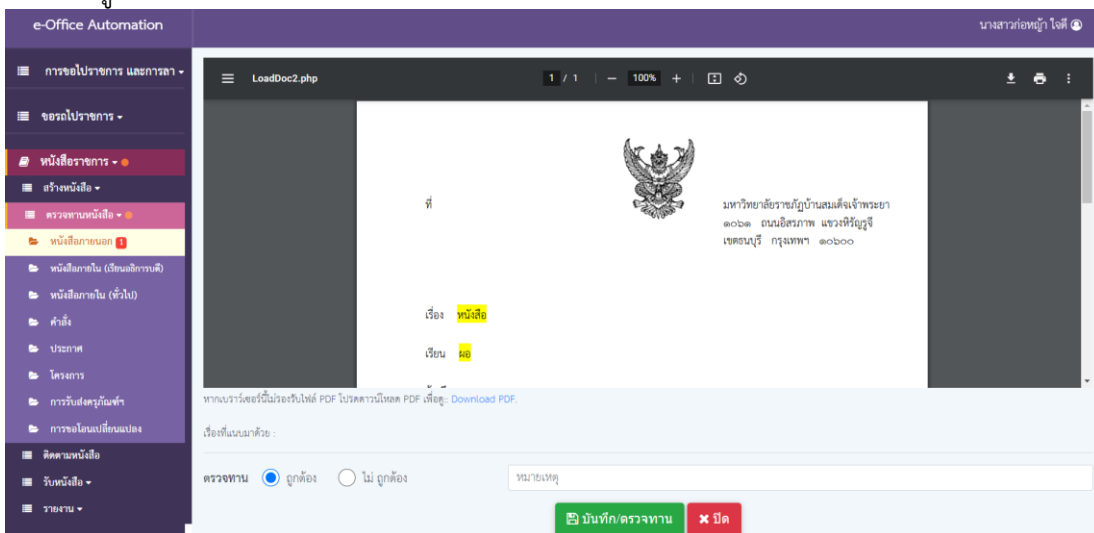 e-Office Automation
นางสาวก่อหญ้า ใจดี
การขอไปราชการ และการลา
ขอรถไปราชการ
หนังสือราชการ
สร้างหนังสือ
ตรวจทานหนังสือ
หนังสือภายนอก 1
หนังสือภายใน (เรียนอธิการบดี)
หนังสือภายใน (ทั่วไป)
คำสั่ง
ประกาศ
โครงการ
การรับส่งครุภัณฑ์ฯ
การขอโอนเปลี่ยนแปลง
ติดตามหนังสือ
รับหนังสือ
รายงาน
LoadDoc2.php
1 / 1 | − 100% +
ที่
มหาวิทยาลัยราชภัฏบ้านสมเด็จเจ้าพระยา
๑๐๖๑ ถนนอิสรภาพ แขวงหิรัญรูจี
เขตธนบุรี กรุงเทพฯ ๑๐๖๐๐
เรื่อง หนังสือ
เรียน ผอ
หากเบราว์เซอร์นี้ไม่รองรับไฟล์ PDF โปรดดาวน์โหลด PDF เพื่อดู: Download PDF.
เรื่องที่แนบมาด้วย :
ตรวจทาน ถูกต้อง ไม่ ถูกต้อง หมายเหตุ
บันทึก/ตรวจทาน ปิด